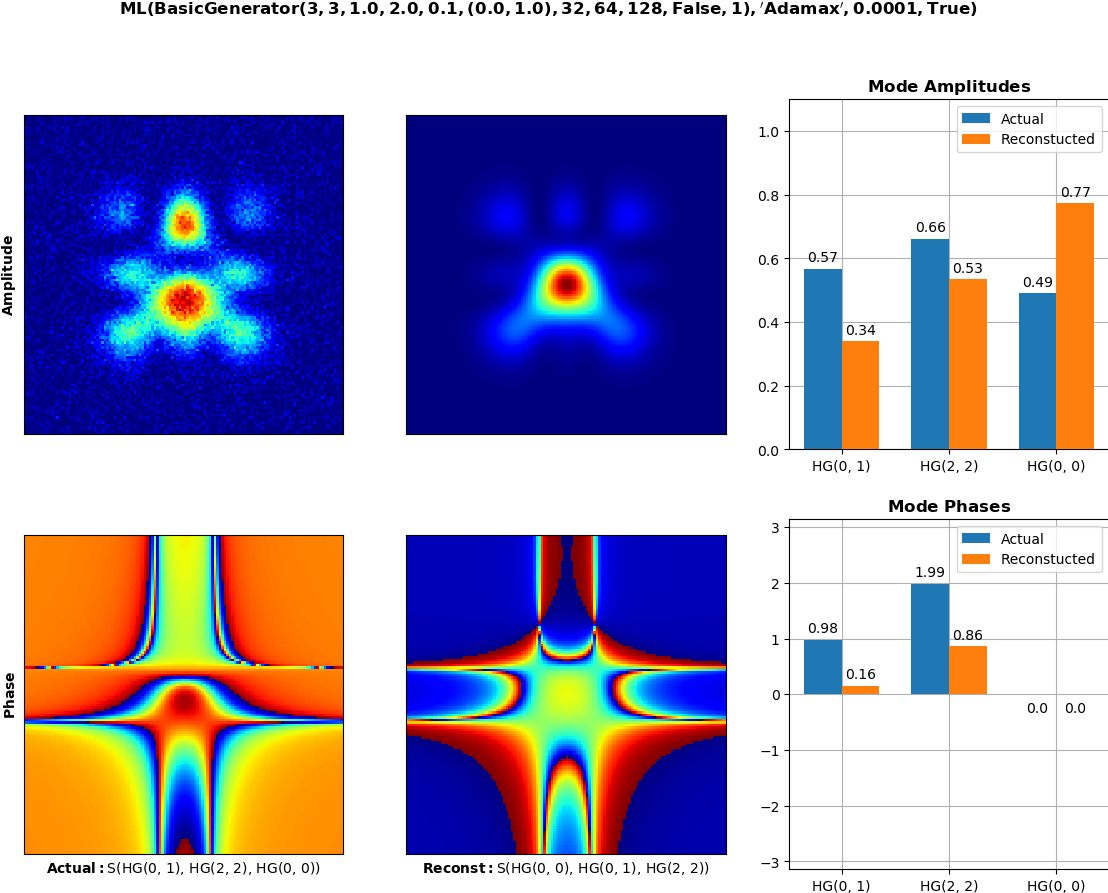 ML(BasicGenerator(3, 3, 1.0, 2.0, 0.1, (0.0, 1.0), 32, 64, 128, False, 1), ′Adamax′, 0.0001, True)
Mode Amplitudes
Actual
Reconstucted
1.0
0.8
0.6
0.4
0.2
0.0
0.57
0.34
0.66
0.53
0.49
0.77
HG(0, 1)
HG(2, 2)
HG(0, 0)
Amplitude
Mode Phases
Actual
Reconstucted
3
2
1
0
−1
−2
−3
0.98
0.16
1.99
0.86
0.0
0.0
HG(0, 1)
HG(2, 2)
HG(0, 0)
Phase
Actual: S(HG(0, 1), HG(2, 2), HG(0, 0))
Reconst: S(HG(0, 0), HG(0, 1), HG(2, 2))